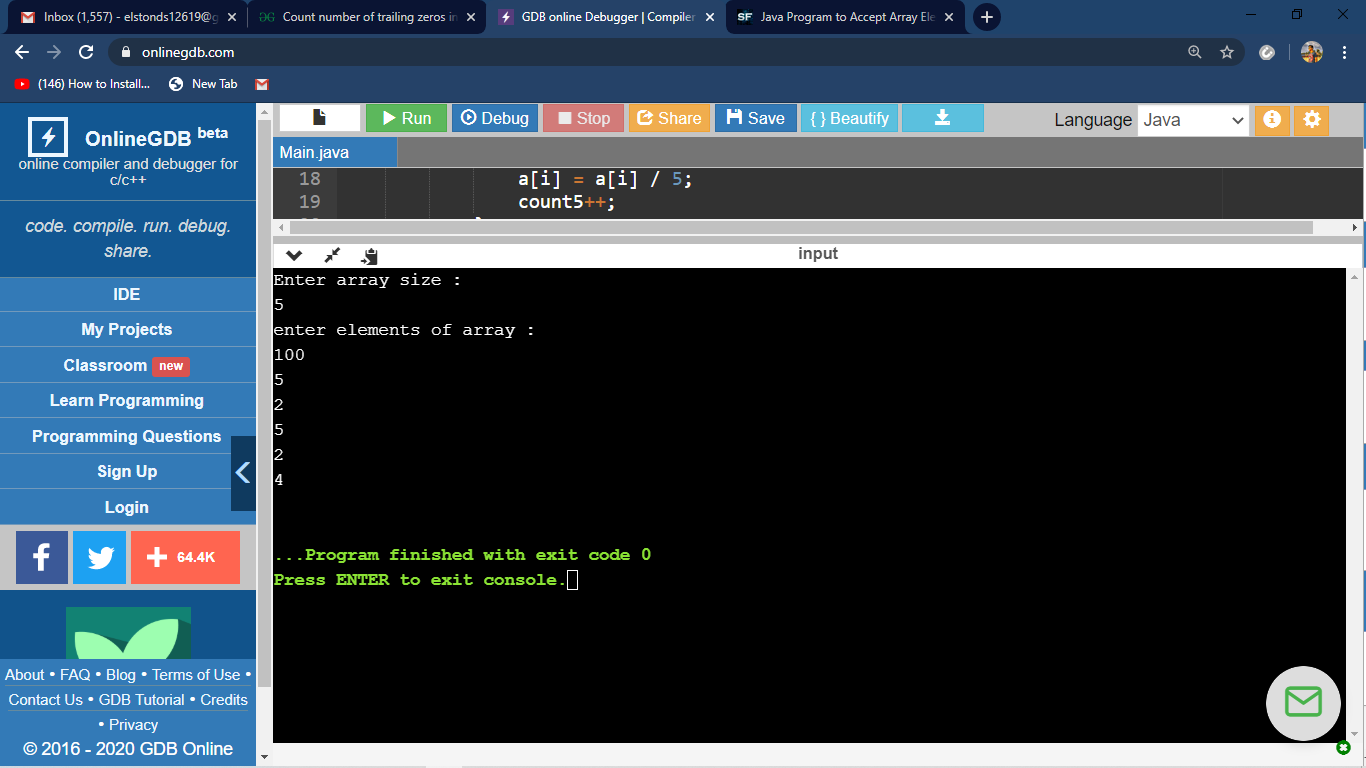 Inbox (1,557) - elstonds12619@g
Count number of trailing zeros in
GDB online Debugger | Compiler
SF Java Program to Accept Array Ele
onlinegdb.com
(146) How to Install...
New Tab
OnlineGDB beta
online compiler and debugger for
c/c++
code. compile. run. debug.
share.
IDE
My Projects
Classroom new
Learn Programming
Programming Questions
Sign Up
Login
64.4K
About • FAQ • Blog • Terms of Use •
Contact Us • GDB Tutorial • Credits
• Privacy
© 2016 - 2020 GDB Online
Run
Debug
Stop
Share
Save
{ } Beautify
Language Java
Main.java
18 a[i] = a[i] / 5;
19 count5++;
input
Enter array size :
5
enter elements of array :
100
5
2
5
2
4
...Program finished with exit code 0
Press ENTER to exit console.